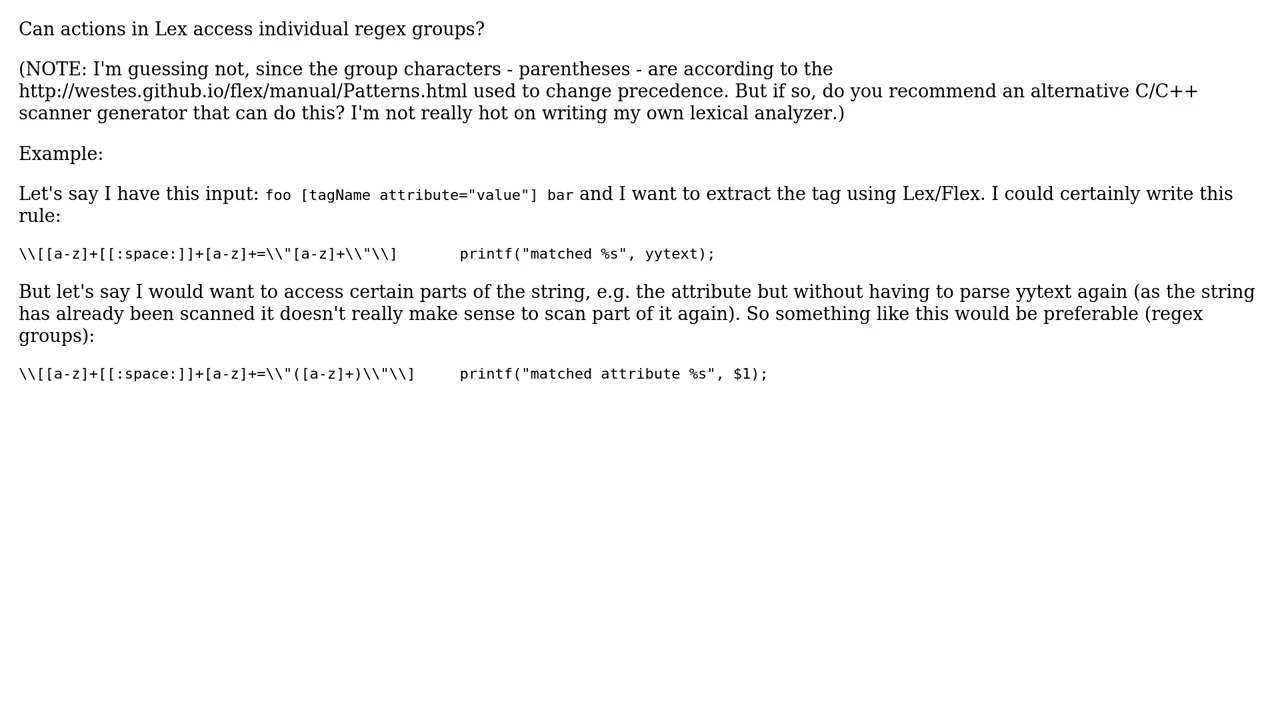 Can actions in Lex access individual regex groups?
(NOTE: I'm guessing not, since the group characters - parentheses - are according to the
http://westes.github.io/flex/manual/Patterns.html used to change precedence. But if so, do you recommend an alternative C/C++
scanner generator that can do this? I'm not really hot on writing my own lexical analyzer.)
Example:
Let's say I have this input: foo [tagName attribute="value"] bar and I want to extract the tag using Lex/Flex. I could certainly write this
rule:
\\[[a-z]+[[:space:]]+[a-z]+=\\"[a-z]+\\"\\]       printf("matched %s", yytext);
But let's say I would want to access certain parts of the string, e.g. the attribute but without having to parse yytext again (as the string
has already been scanned it doesn't really make sense to scan part of it again). So something like this would be preferable (regex
groups):
\\[[a-z]+[[:space:]]+[a-z]+=\\"([a-z]+)\\"\\]     printf("matched attribute %s", $1);